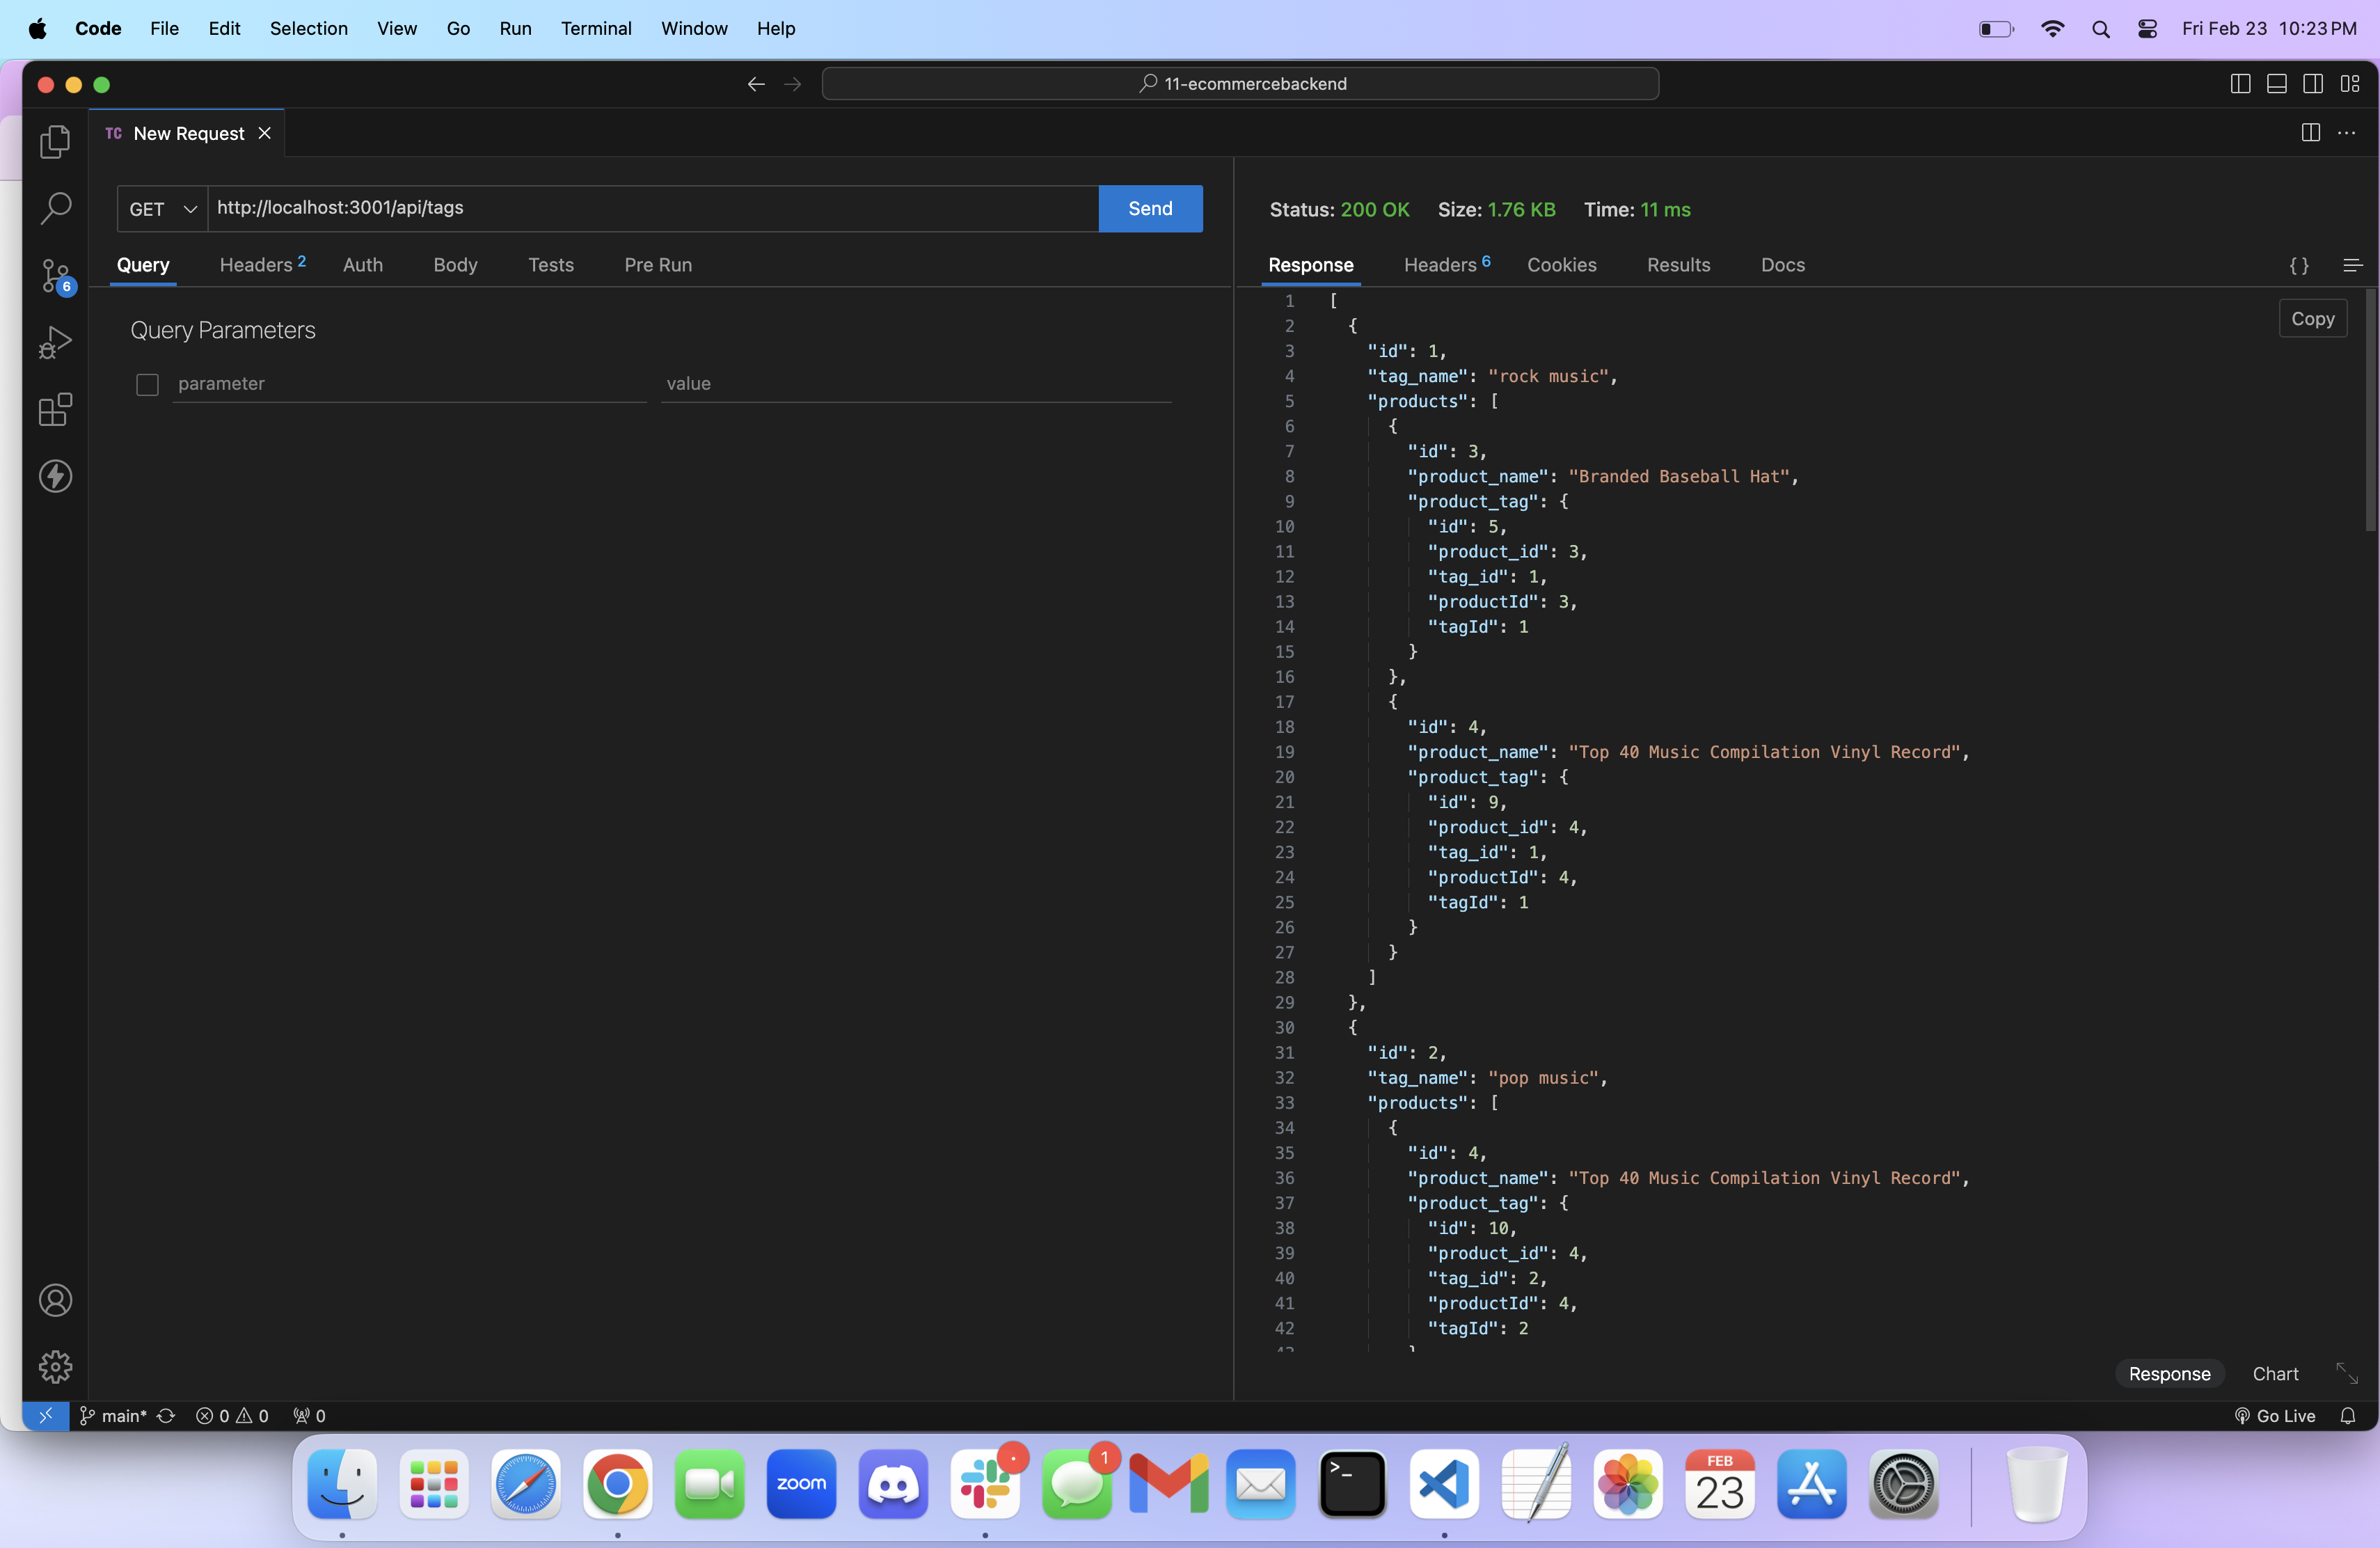 Code File Edit Selection View Go Run Terminal Window Help Fri Feb 23 10:23 PM
11-ecommercebackend
TC New Request
GET http://localhost:3001/api/tags Send
Query Headers 2 Auth Body Tests Pre Run
Query Parameters
parameter value
6
Status: 200 OK Size: 1.76 KB Time: 11 ms
Response Headers 6 Cookies Results Docs {}
Copy
1 [
2 {
3 "id": 1,
4 "tag_name": "rock music",
5 "products": [
6 {
7 "id": 3,
8 "product_name": "Branded Baseball Hat",
9 "product_tag": {
10 "id": 5,
11 "product_id": 3,
12 "tag_id": 1,
13 "productId": 3,
14 "tagId": 1
15 }
16 },
17 {
18 "id": 4,
19 "product_name": "Top 40 Music Compilation Vinyl Record",
20 "product_tag": {
21 "id": 9,
22 "product_id": 4,
23 "tag_id": 1,
24 "productId": 4,
25 "tagId": 1
26 }
27 }
28 ]
29 },
30 {
31 "id": 2,
32 "tag_name": "pop music",
33 "products": [
34 {
35 "id": 4,
36 "product_name": "Top 40 Music Compilation Vinyl Record",
37 "product_tag": {
38 "id": 10,
39 "product_id": 4,
40 "tag_id": 2,
41 "productId": 4,
42 "tagId": 2
43 }
Response Chart
main* 0 0 0 Go Live
zoom 1 >_ FEB
23